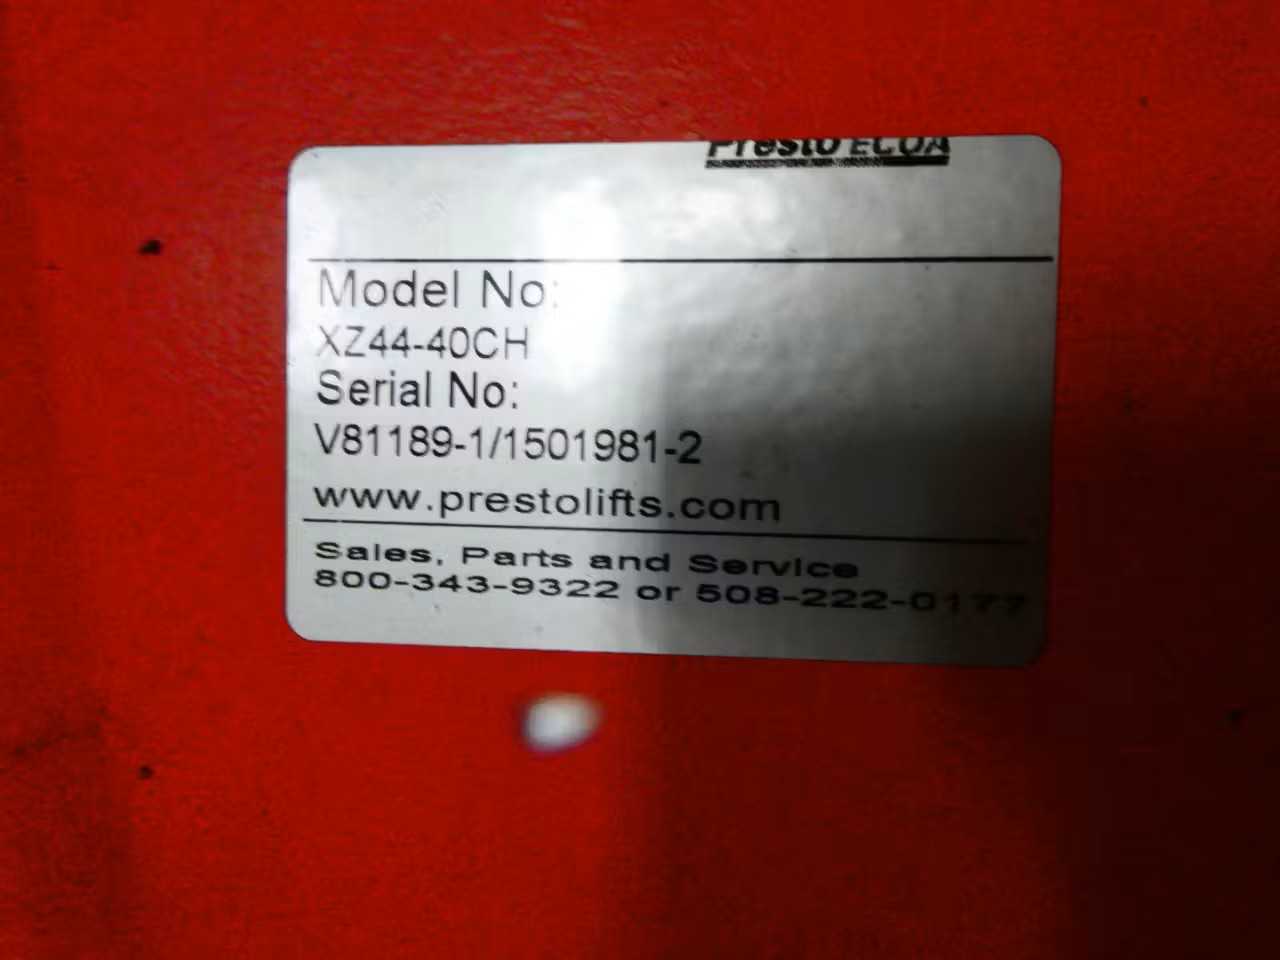 Presto ECOA
Model No:
XZ44-40CH
Serial No:
V81189-1/1501981-2
www.prestolifts.com
Sales, Parts and Service
800-343-9322 or 508-222-0177